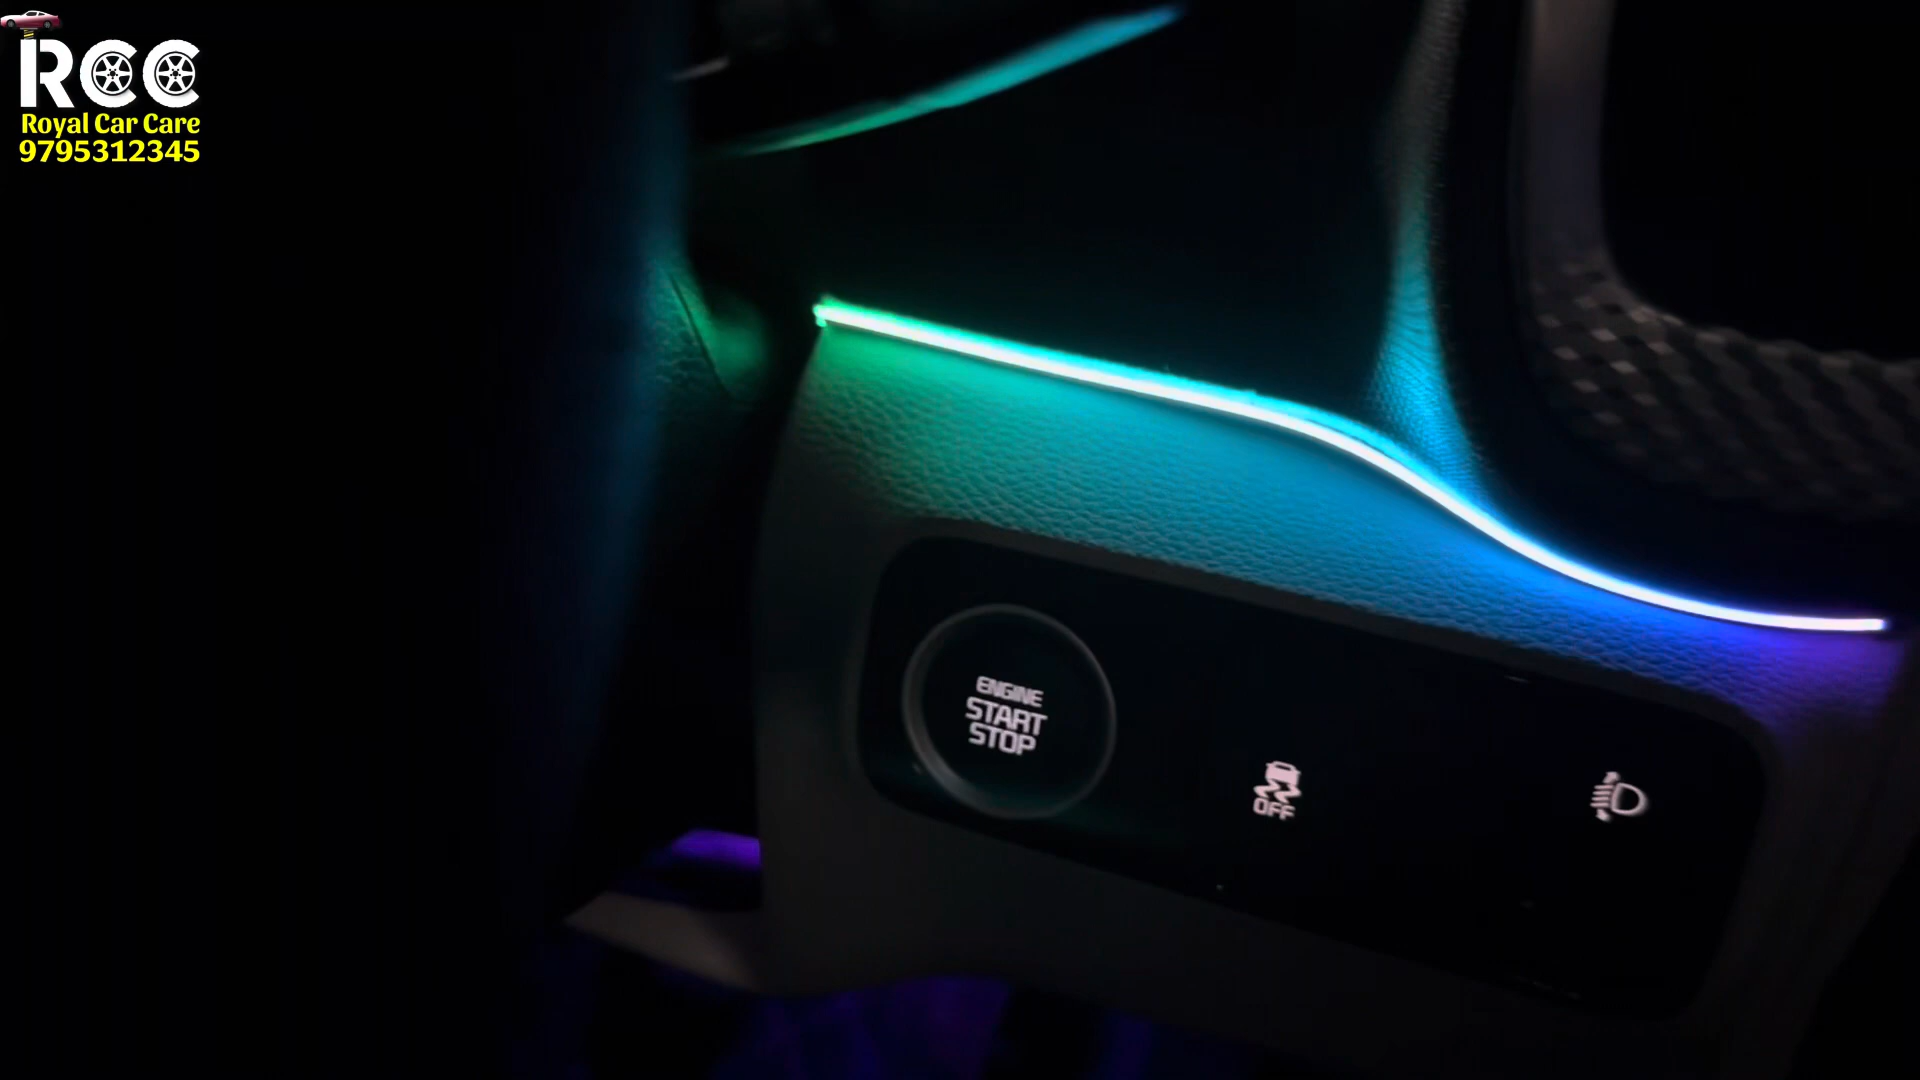 RCC
Royal Car Care
9795312345
ENGINE
START
STOP
OFF